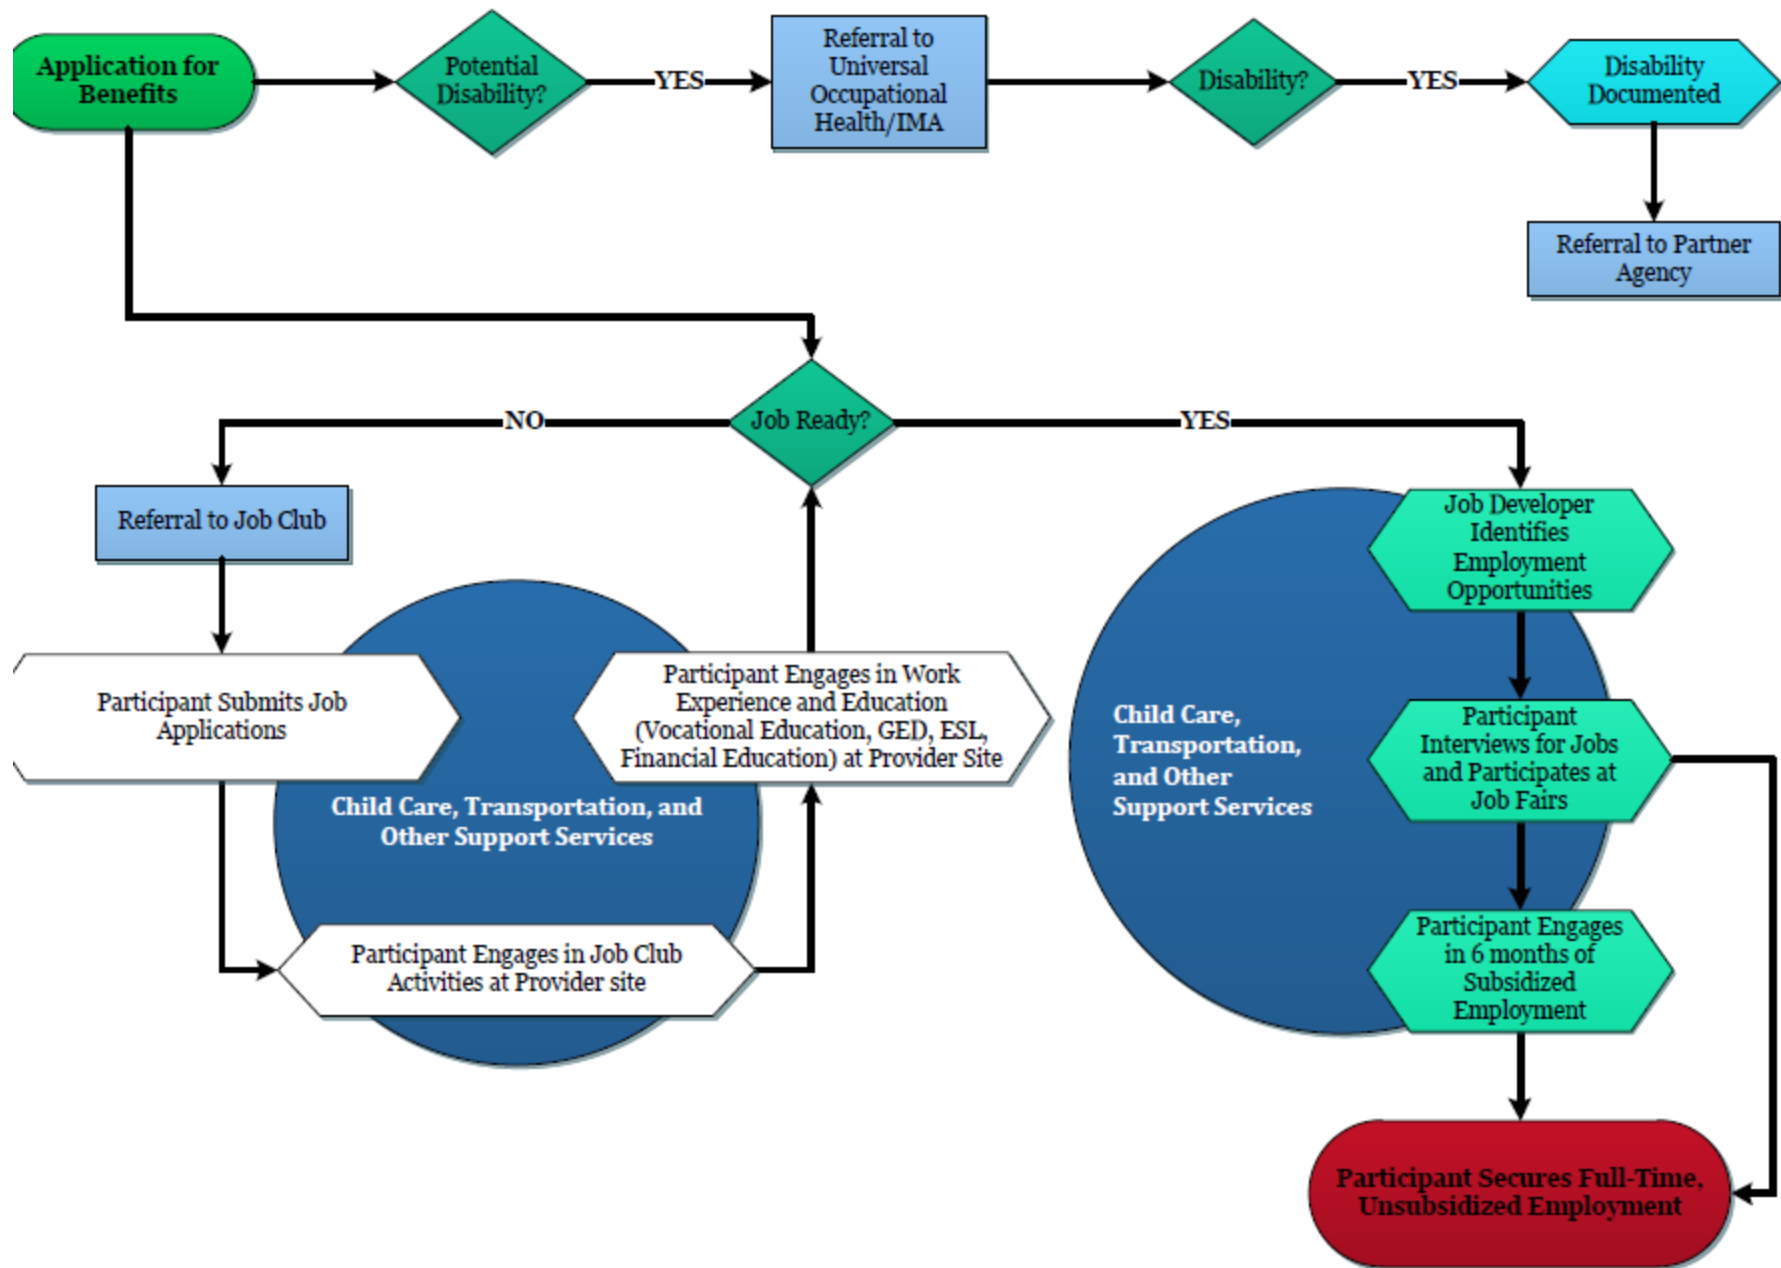 Application for
Benefits
Potential
Disability?
YES
Referral to
Universal
Occupational
Health/IMA
Disability?
YES
Disability
Documented
Referral to Partner
Agency
Job Ready?
NO
YES
Referral to Job Club
Participant Submits Job
Applications
Participant Engages in Job Club
Activities at Provider site
Participant Engages in Work
Experience and Education
(Vocational Education, GED, ESL,
Financial Education) at Provider Site
Child Care, Transportation, and
Other Support Services
Job Developer
Identifies
Employment
Opportunities
Participant
Interviews for Jobs
and Participates at
Job Fairs
Child Care,
Transportation,
and Other
Support Services
Participant Engages
in 6 months of
Subsidized
Employment
Participant Secures Full-Time,
Unsubsidized Employment